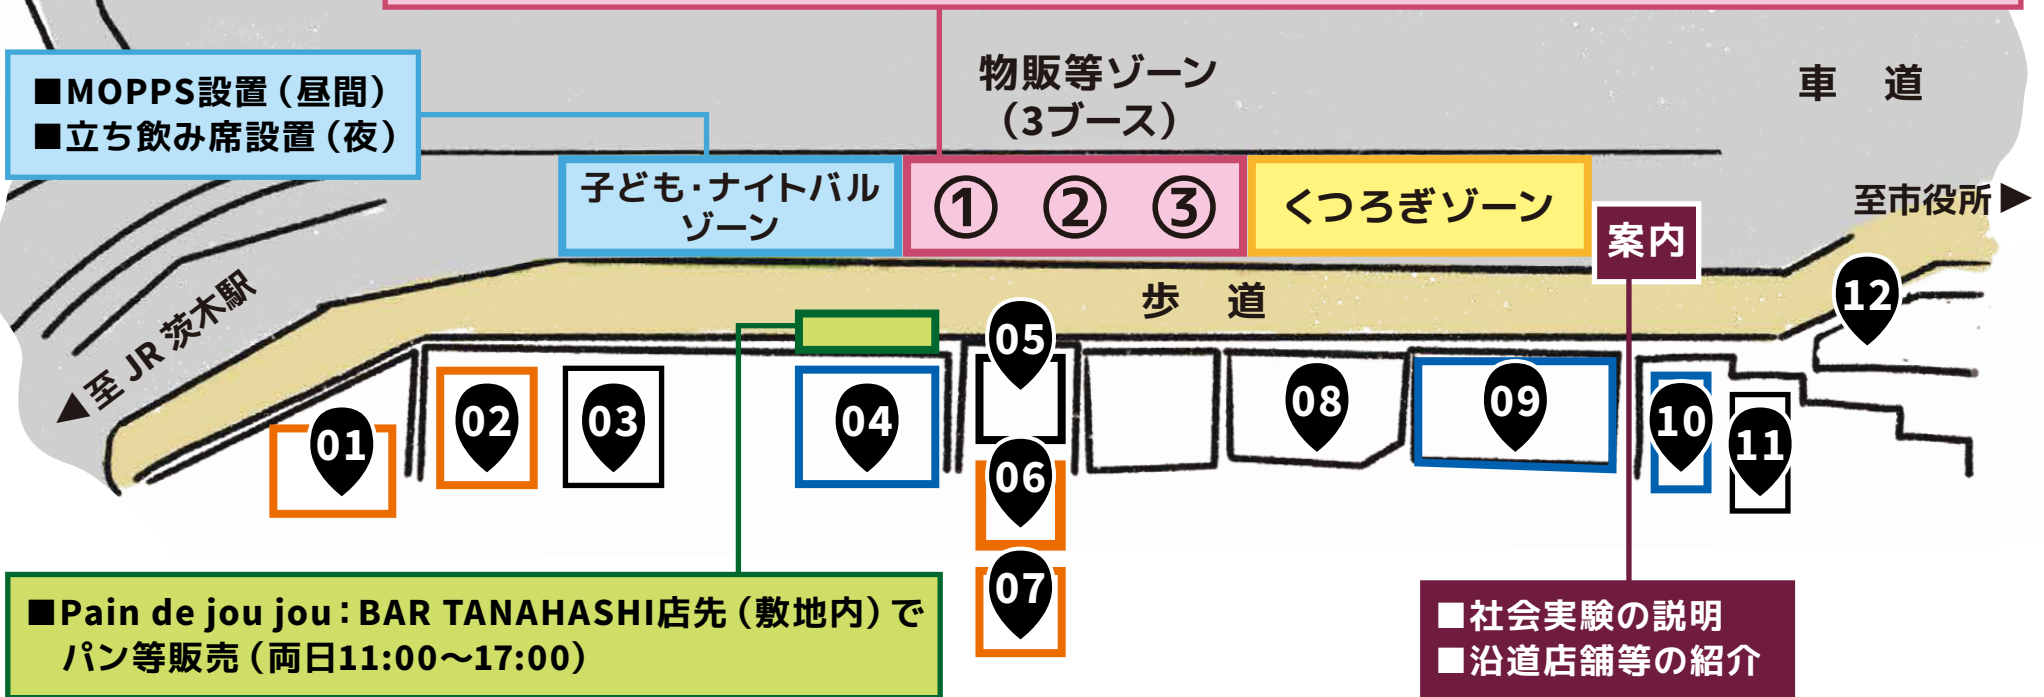 ■MOPPS設置（昼間）
■立ち飲み席設置（夜）
物販等ゾーン
（3ブース）
車 道
子ども・ナイトバル
ゾーン
① ② ③
くつろぎゾーン
案内
至市役所▶
◀至 JR 茨木駅
歩 道
01
02
03
04
05
06
07
08
09
10
11
12
■Pain de jou jou：BAR TANAHASHI店先（敷地内）で
パン等販売（両日11:00～17:00）
■社会実験の説明
■沿道店舗等の紹介